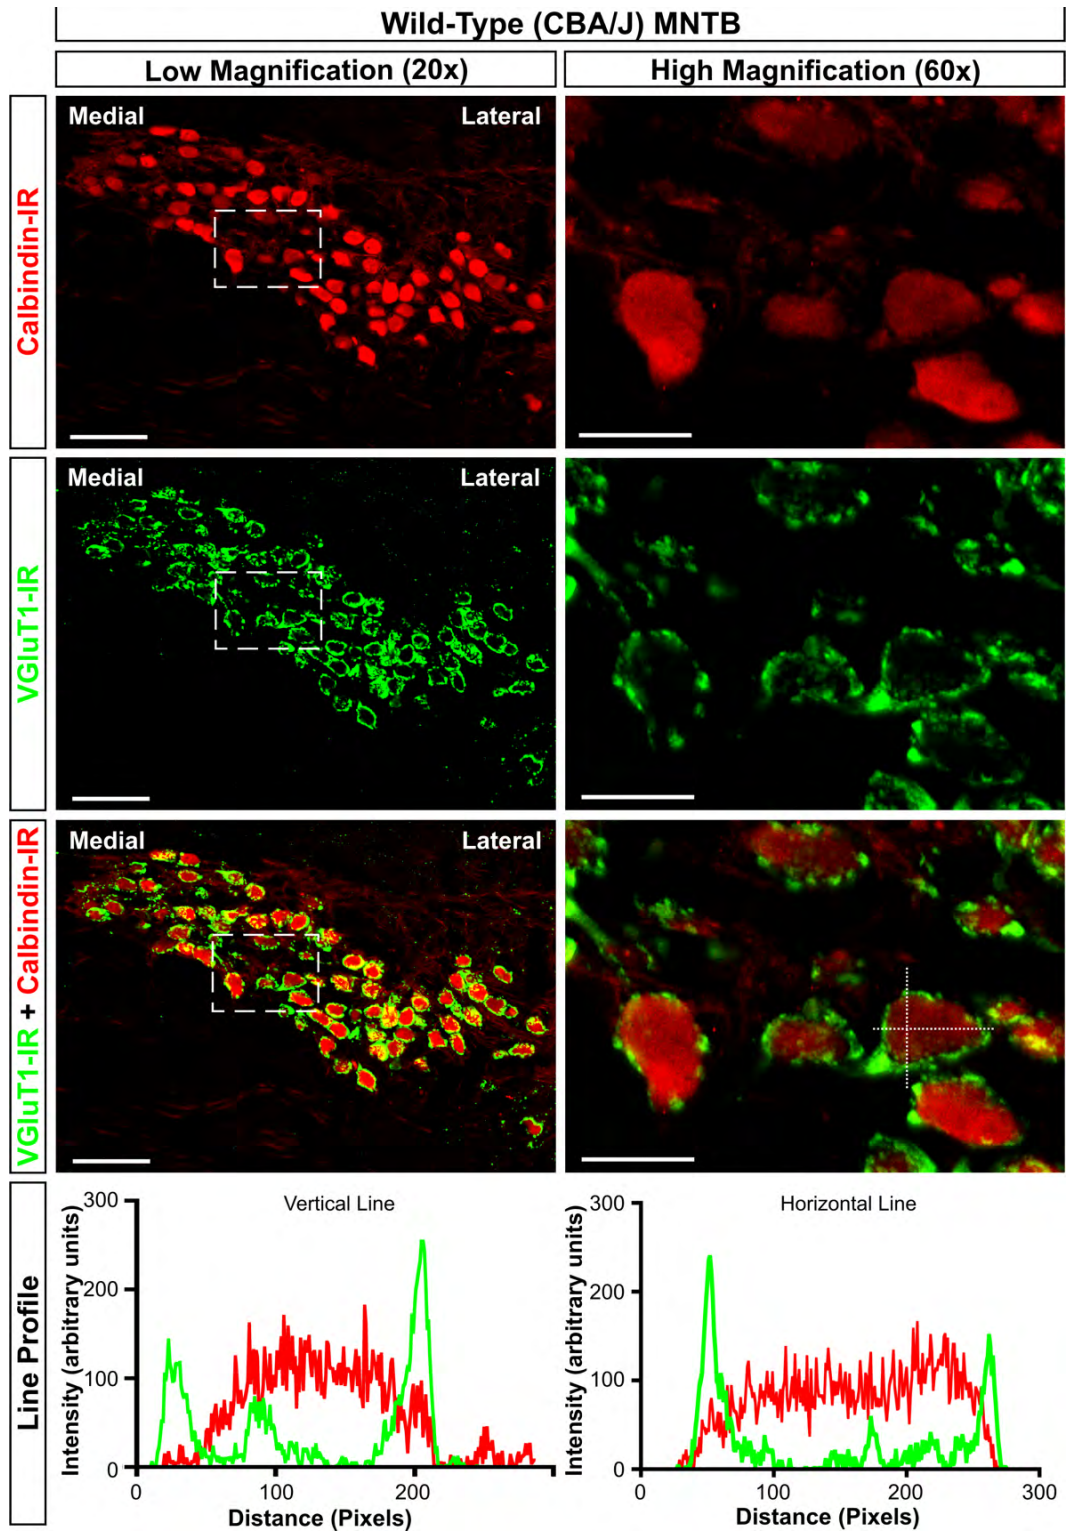 Wild-Type (CBA/J) MNTB
Low Magnification (20x)
High Magnification (60x)
Calbindin-IR
Medial
Lateral
VGluT1-IR
Medial
Lateral
VGluT1-IR + Calbindin-IR
Medial
Lateral
Line Profile
Vertical Line
Intensity (arbitrary units)
300
200
100
0
0
100
200
Distance (Pixels)
Horizontal Line
Intensity (arbitrary units)
300
200
100
0
0
100
200
300
Distance (Pixels)